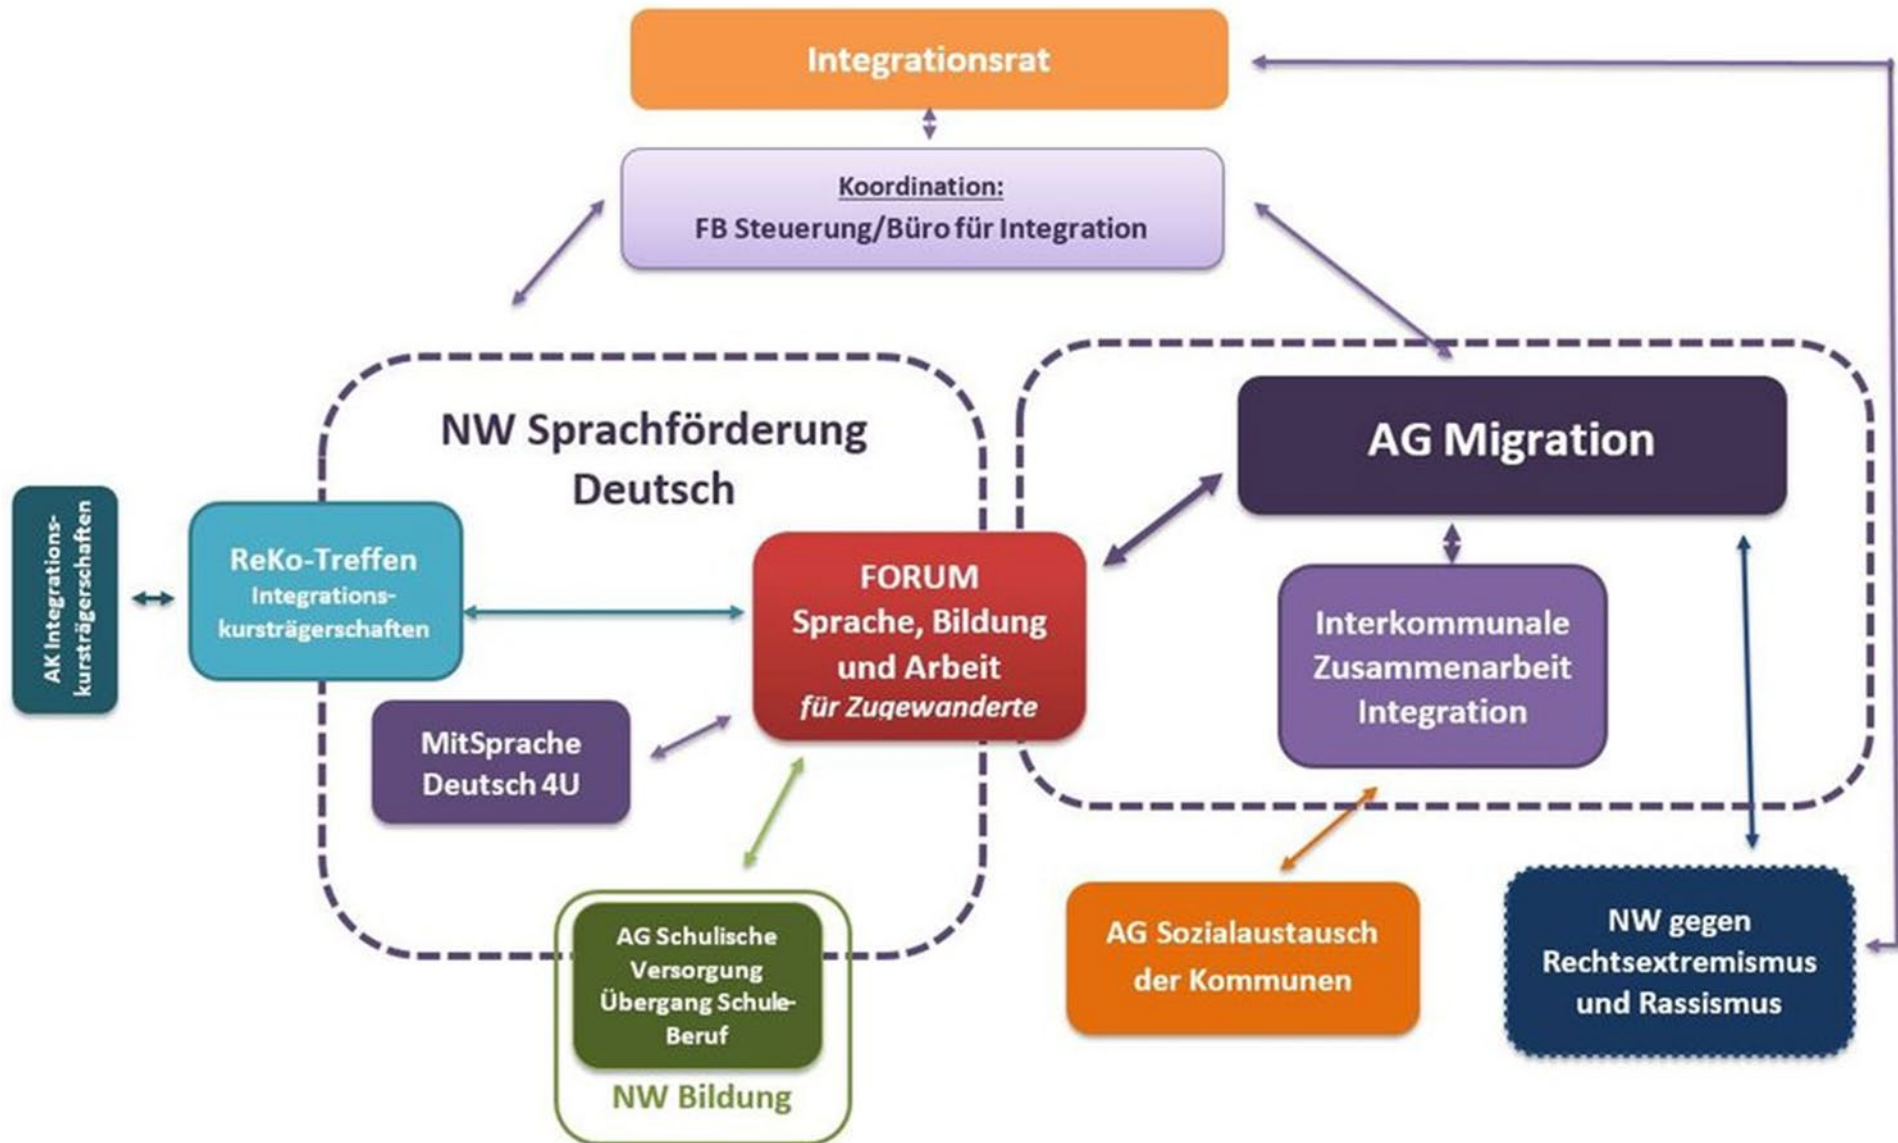 Integrationsrat
Koordination:
FB Steuerung/Büro für Integration
NW Sprachförderung
Deutsch
AG Migration
AK Integrations-
kursträgerschaften
ReKo-Treffen
Integrations-
kursträgerschaften
FORUM
Sprache, Bildung
und Arbeit
für Zugewanderte
Interkommunale
Zusammenarbeit
Integration
MitSprache
Deutsch 4U
AG Schulische
Versorgung
Übergang Schule-
Beruf
NW Bildung
AG Sozialaustausch
der Kommunen
NW gegen
Rechtsextremismus
und Rassismus